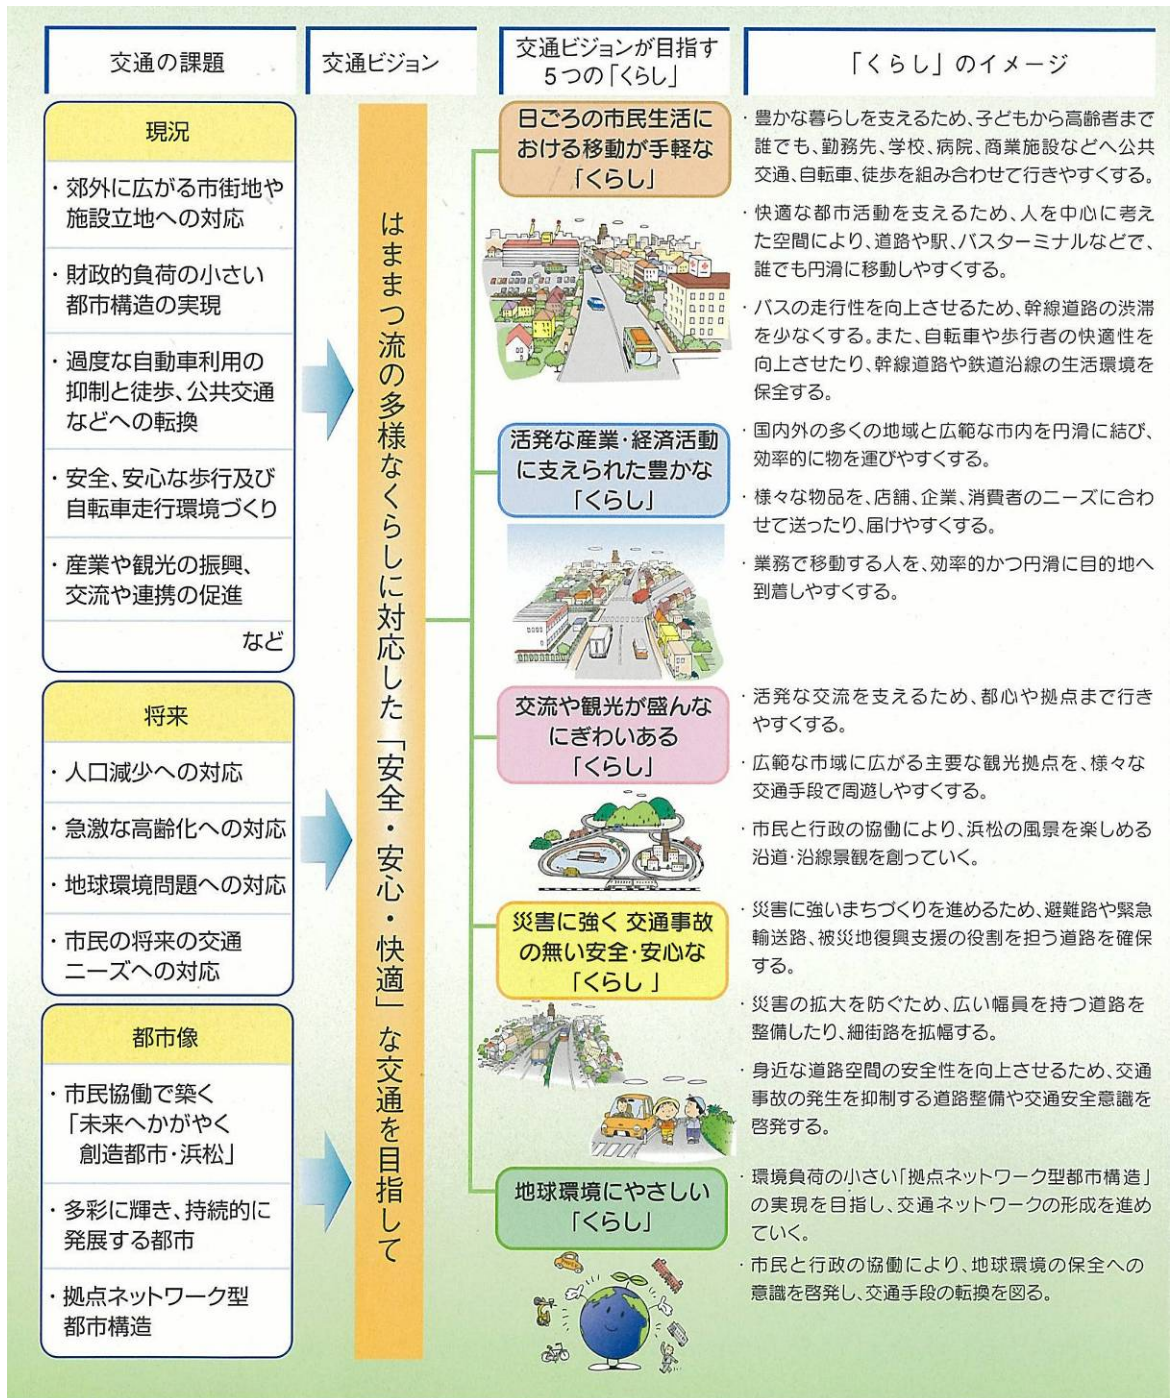 交通の課題
交通ビジョン
交通ビジョンが目指す
5つの「くらし」
「くらし」のイメージ
現況
・郊外に広がる市街地や
施設立地への対応
・財政的負荷の小さい
都市構造の実現
・過度な自動車利用の
抑制と徒歩、公共交通
などへの転換
・安全、安心な歩行及び
自転車走行環境づくり
・産業や観光の振興、
交流や連携の促進
など
将来
・人口減少への対応
・急激な高齢化への対応
・地球環境問題への対応
・市民の将来の交通
ニーズへの対応
都市像
・市民協働で築く
「未来へかがやく
創造都市・浜松」
・多彩に輝き、持続的に
発展する都市
・拠点ネットワーク型
都市構造
はままつ流の多様なくらしに対応した「安全・安心・快適」な交通を目指して
日ごろの市民生活に
おける移動が手軽な
「くらし」
・豊かな暮らしを支えるため、子どもから高齢者まで
誰でも、勤務先、学校、病院、商業施設などへ公共
交通、自転車、徒歩を組み合わせて行きやすくする。
・快適な都市活動を支えるため、人を中心に考え
た空間により、道路や駅、バスターミナルなどで、
誰でも円滑に移動しやすくする。
・バスの走行性を向上させるため、幹線道路の渋滞
を少なくする。また、自転車や歩行者の快適性を
向上させたり、幹線道路や鉄道沿線の生活環境を
保全する。
活発な産業・経済活動
に支えられた豊かな
「くらし」
・国内外の多くの地域と広範な市内を円滑に結び、
効率的に物を運びやすくする。
・様々な物品を、店舗、企業、消費者のニーズに合わ
せて送ったり、届けやすくする。
・業務で移動する人を、効率的かつ円滑に目的地へ
到着しやすくする。
交流や観光が盛んな
にぎわいある
「くらし」
・活発な交流を支えるため、都心や拠点まで行き
やすくする。
・広範な市域に広がる主要な観光拠点を、様々な
交通手段で周遊しやすくする。
・市民と行政の協働により、浜松の風景を楽しめる
沿道・沿線景観を創っていく。
災害に強く 交通事故
の無い安全・安心な
「くらし 」
・災害に強いまちづくりを進めるため、避難路や緊急
輸送路、被災地復興支援の役割を担う道路を確保
する。
・災害の拡大を防ぐため、広い幅員を持つ道路を
整備したり、細街路を拡幅する。
・身近な道路空間の安全性を向上させるため、交通
事故の発生を抑制する道路整備や交通安全意識を
啓発する。
地球環境にやさしい
「くらし」
・環境負荷の小さい「拠点ネットワーク型都市構造」
の実現を目指し、交通ネットワークの形成を進め
ていく。
・市民と行政の協働により、地球環境の保全への
意識を啓発し、交通手段の転換を図る。